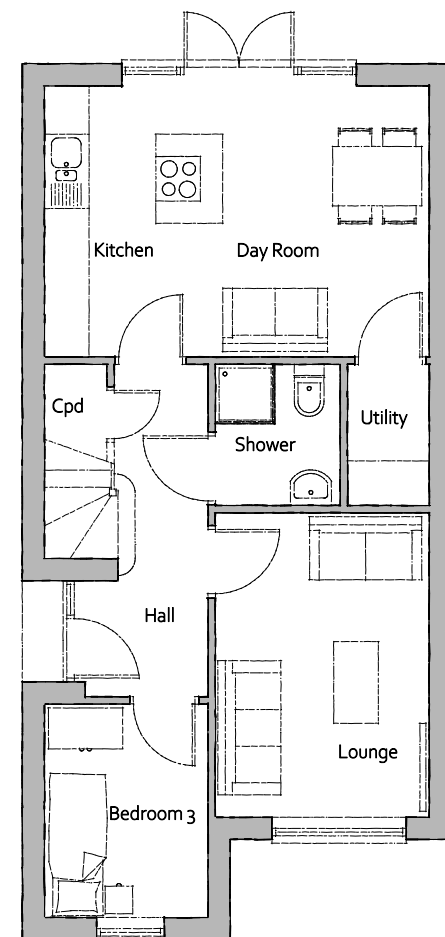 Kitchen
Day Room
Cpd
Utility
Shower
Hall
Lounge
Bedroom 3